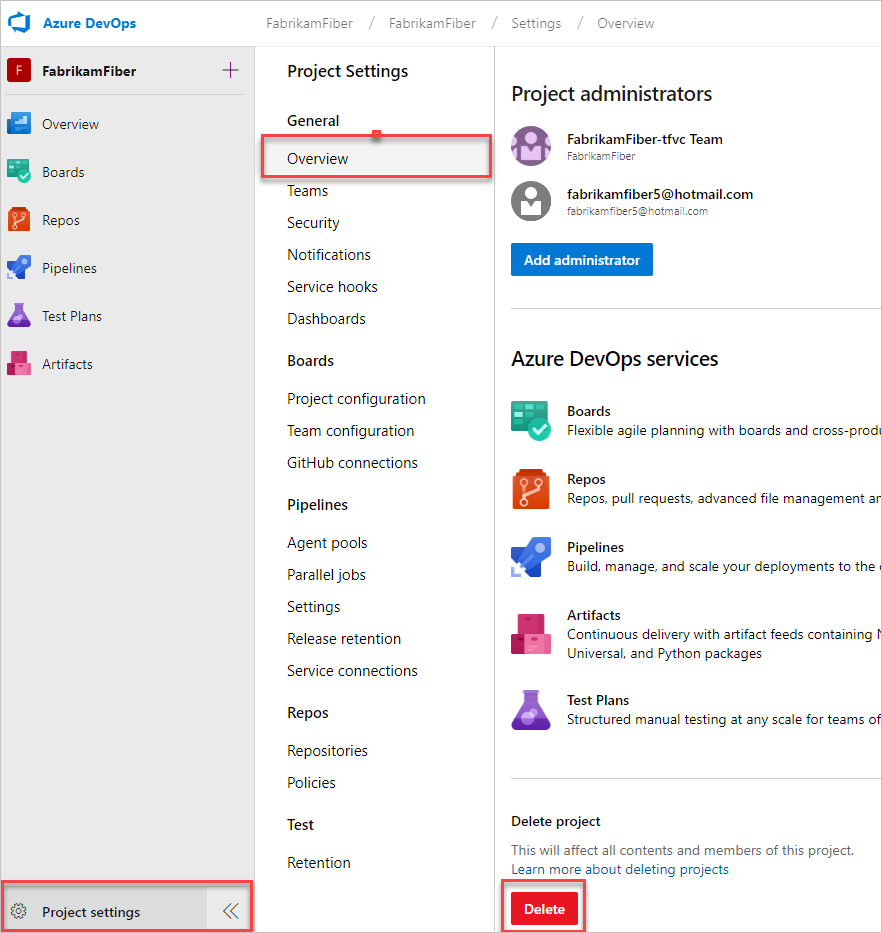 Azure DevOps
FabrikamFiber / FabrikamFiber / Settings / Overview
F FabrikamFiber
Overview
Boards
Repos
Pipelines
Test Plans
Artifacts
Project settings
Project Settings
General
Overview
Teams
Security
Notifications
Service hooks
Dashboards
Boards
Project configuration
Team configuration
GitHub connections
Pipelines
Agent pools
Parallel jobs
Settings
Release retention
Service connections
Repos
Repositories
Policies
Test
Retention
Project administrators
FabrikamFiber-tfvc Team
FabrikamFiber
fabrikamfiber5@hotmail.com
fabrikamfiber5@hotmail.com
Add administrator
Azure DevOps services
Boards
Flexible agile planning with boards and cross-produ
Repos
Repos, pull requests, advanced file management an
Pipelines
Build, manage, and scale your deployments to the
Artifacts
Continuous delivery with artifact feeds containing N
Universal, and Python packages
Test Plans
Structured manual testing at any scale for teams of
Delete project
This will affect all contents and members of this project.
Learn more about deleting projects
Delete